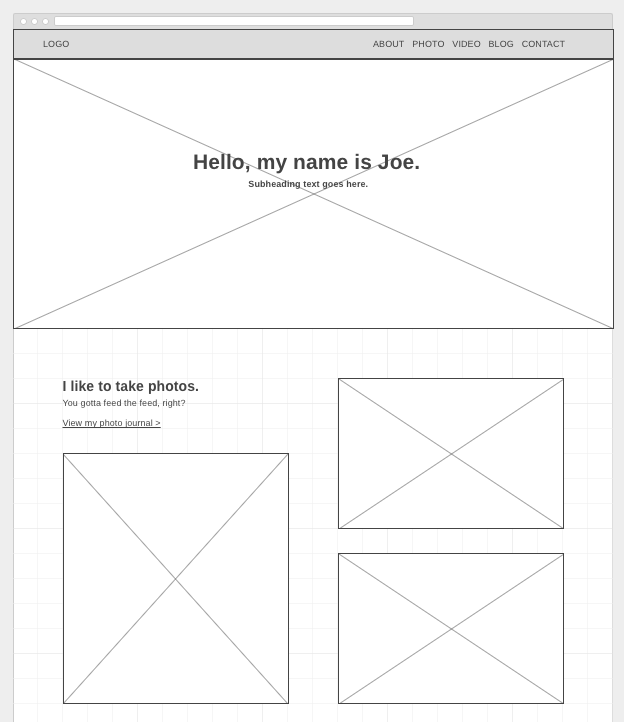 LOGO ABOUT PHOTO VIDEO BLOG CONTACT
Hello, my name is Joe.
Subheading text goes here.
I like to take photos.
You gotta feed the feed, right?
View my photo journal >